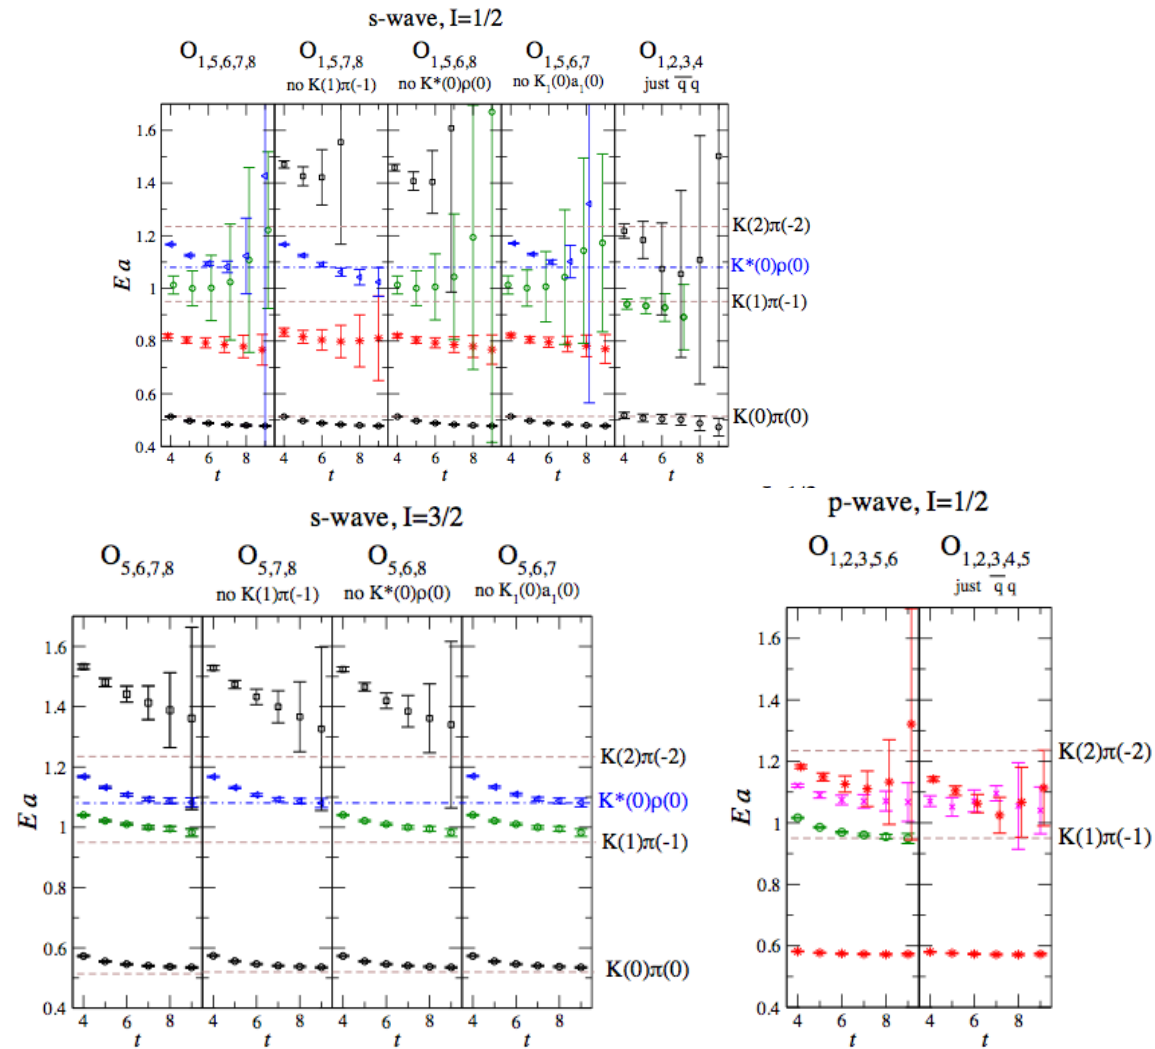 s-wave, I=1/2
O1,5,6,7,8 O1,5,7,8 O1,5,6,8 O1,5,6,7 O1,2,3,4
no K(1)π(-1) no K*(0)ρ(0) no K1(0)a1(0) just q̅ q
1.6
1.4
1.2
1
0.8
0.6
0.4
E a
K(2)π(-2)
K*(0)ρ(0)
K(1)π(-1)
K(0)π(0)
4 6 8 4 6 8 4 6 8 4 6 8 4 6 8
t t t t t
s-wave, I=3/2
O5,6,7,8 O5,7,8 O5,6,8 O5,6,7
no K(1)π(-1) no K*(0)ρ(0) no K1(0)a1(0)
1.6
1.4
1.2
1
0.8
0.6
0.4
E a
K(2)π(-2)
K*(0)ρ(0)
K(1)π(-1)
K(0)π(0)
4 6 8 4 6 8 4 6 8 4 6 8
t t t t
p-wave, I=1/2
O1,2,3,5,6 O1,2,3,4,5
just q̅ q
1.6
1.4
1.2
1
0.8
0.6
0.4
E a
K(2)π(-2)
K(1)π(-1)
4 6 8 4 6 8
t t